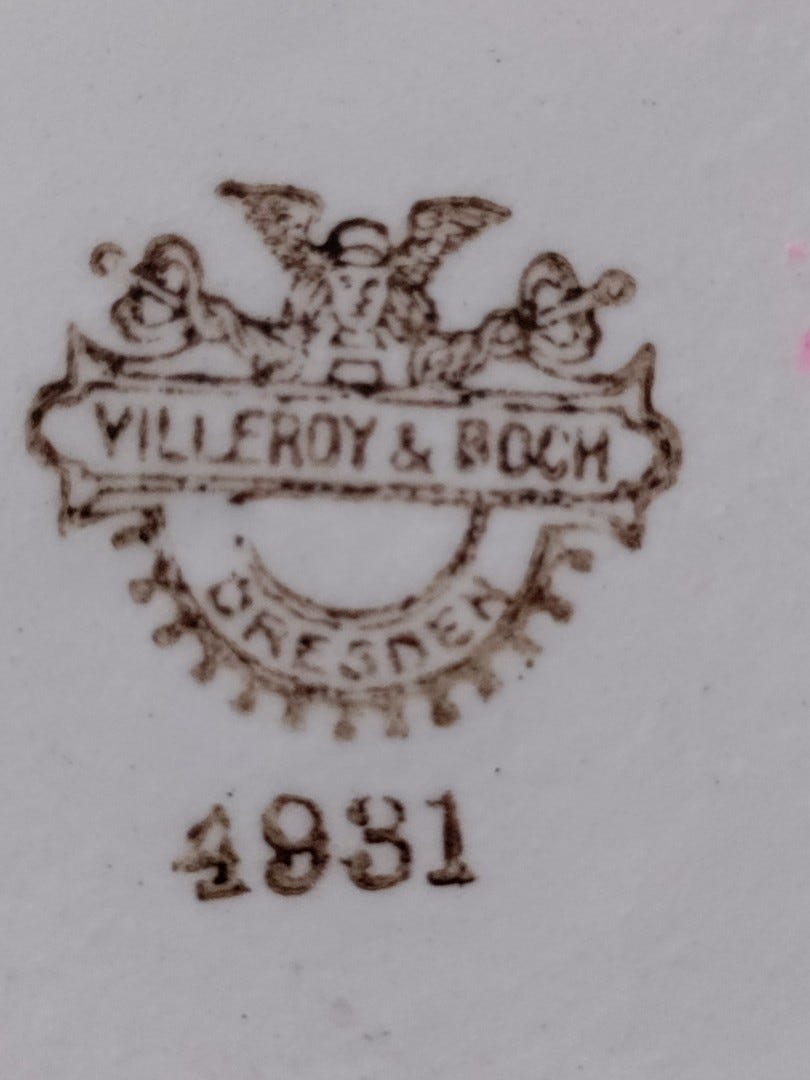 VILLEROY & BOCH
DRESDEN
4931